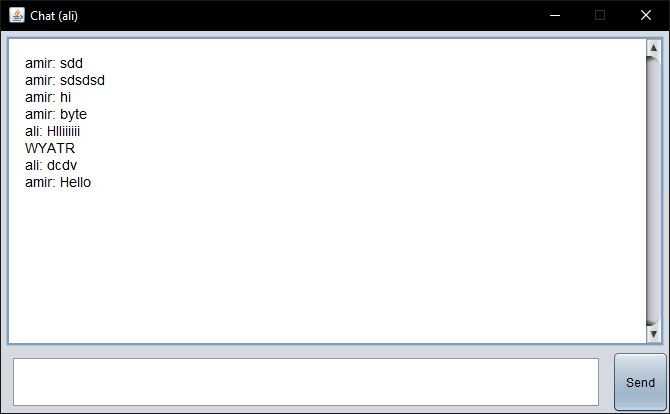 Chat (ali)
amir: sdd
amir: sdsdsd
amir: hi
amir: byte
ali: Hlliiiiii
WYATR
ali: dcdv
amir: Hello
Send